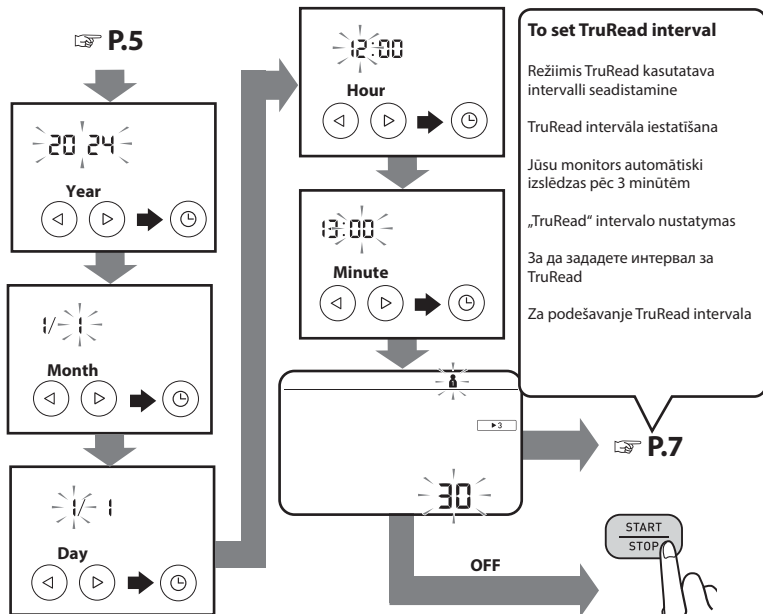 ☞ P.5
20 24
Year
1/ 1
Month
1/ 1
Day
12:00
Hour
13:00
Minute
▶3
30
OFF
To set TruRead interval
Režiimis TruRead kasutatava
intervalli seadistamine
TruRead intervāla iestatīšana
Jūsu monitors automātiski
izslēdzas pēc 3 minūtēm
„TruRead“ intervalo nustatymas
За да зададете интервал за
TruRead
Za podešavanje TruRead intervala
☞ P.7
START
STOP